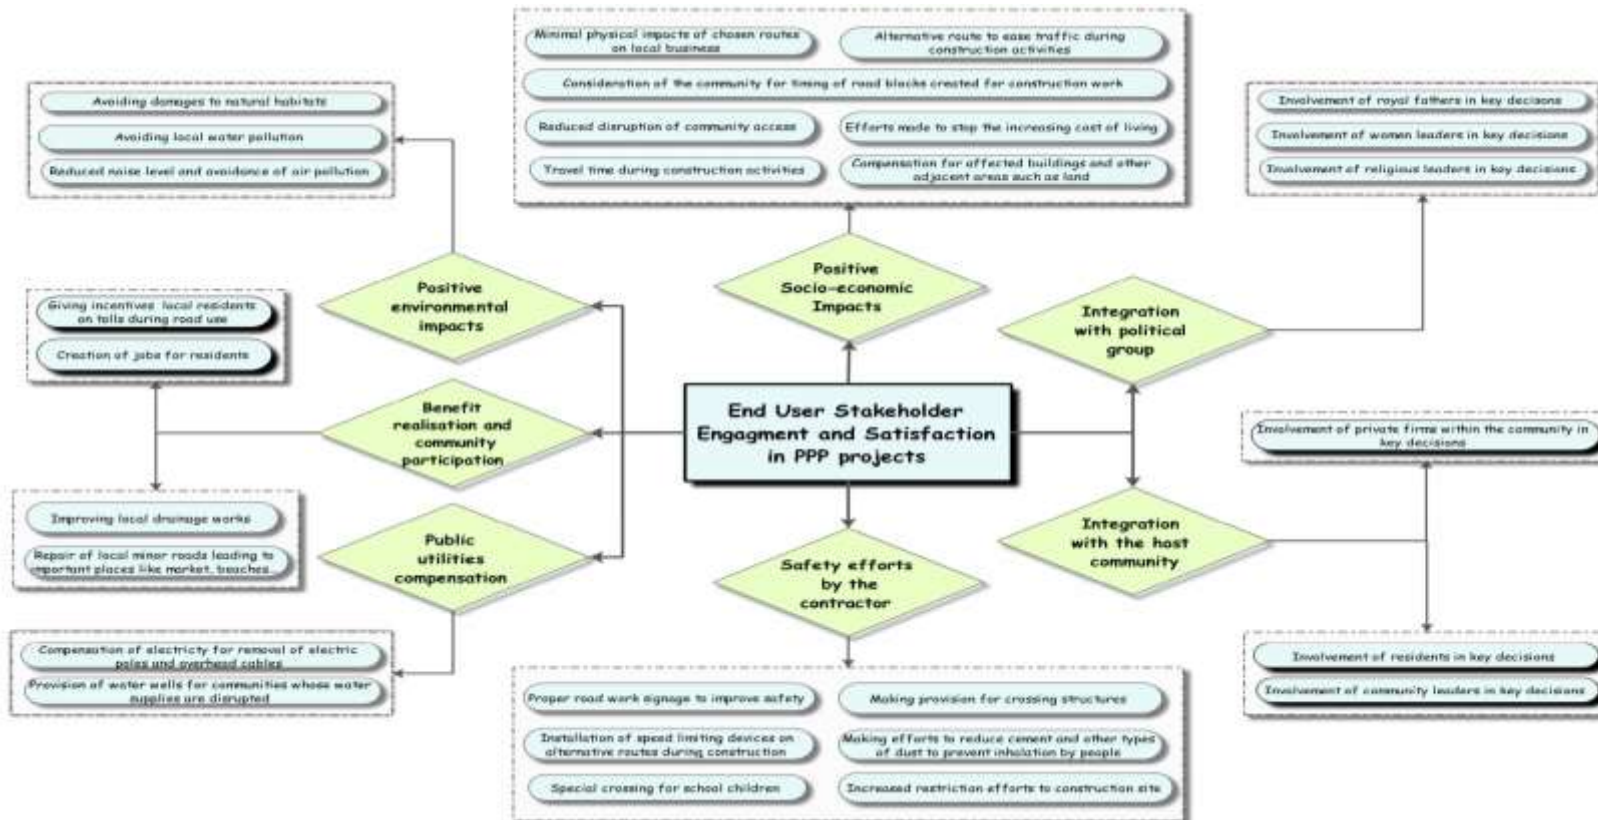 Minimal physical impacts of chosen routes
on local business
Alternative route to ease traffic during
construction activities
Consideration of the community for timing of road blocks created for construction work
Reduced disruption of community access
Efforts made to stop the increasing cost of living
Travel time during construction activities
Compensation for affected buildings and other
adjacent areas such as land
Avoiding damages to natural habitats
Avoiding local water pollution
Reduced noise level and avoidance of air pollution
Involvement of royal fathers in key decisons
Involvement of women leaders in key decisions
Involvement of religious leaders in key decisions
Positive
environmental
impacts
Positive
Socio-economic
Impacts
Integration
with political
group
Giving incentives local residents
on tolls during road use
Creation of jobs for residents
Benefit
realisation and
community
participation
End User Stakeholder
Engagment and Satisfaction
in PPP projects
Involvement of private firms within the community in
key decisions
Improving local drainage works
Repair of local minor roads leading to
important places like market, beaches..
Public
utilities
compensation
Safety efforts
by the
contractor
Integration
with the host
community
Compensation of electricty for removal of electric
poles and overhead cables
Provision of water wells for communities whose water
supplies are disrupted
Involvement of residents in key decisions
Involvement of community leaders in key decisions
Proper road work signage to improve safety
Making provision for crossing structures
Installation of speed limiting devices on
alternative routes during construction
Making efforts to reduce cement and other types
of dust to prevent inhalation by people
Special crossing for school children
Increased restriction efforts to construction site